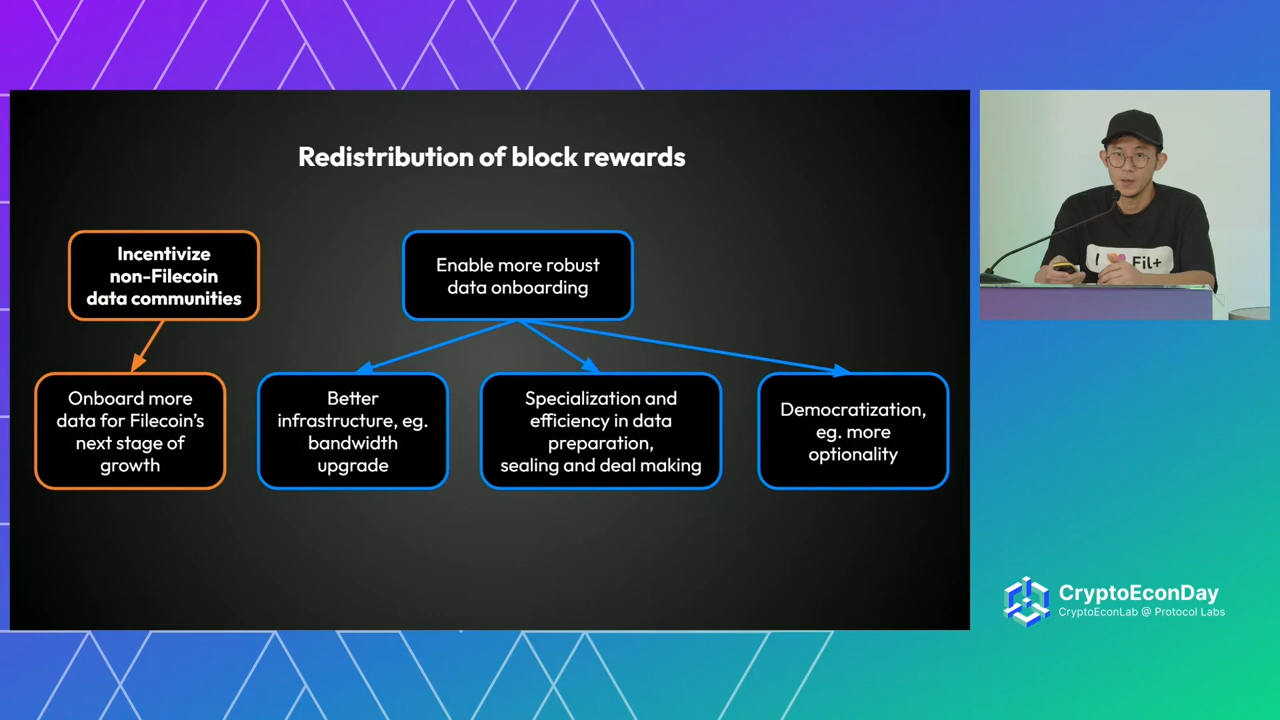 Redistribution of block rewards
Incentivize
non-Filecoin
data communities
Enable more robust
data onboarding
Onboard more
data for Filecoin's
next stage of
growth
Better
infrastructure, eg.
bandwidth
upgrade
Specialization and
efficiency in data
preparation,
sealing and deal making
Democratization,
eg. more
optionality
I Fil+
CryptoEconDay
CryptoEconLab @ Protocol Labs